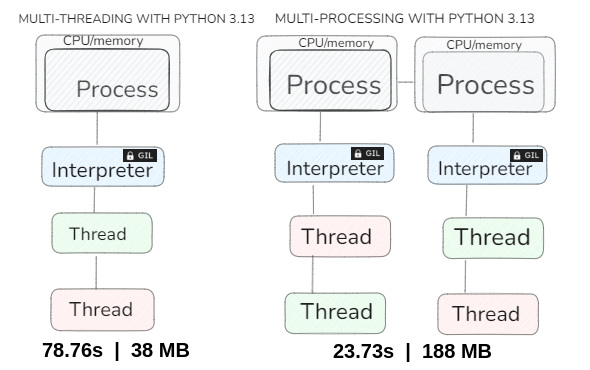 MULTI-THREADING WITH PYTHON 3.13
CPU/memory
Process
GIL
Interpreter
Thread
Thread
78.76s | 38 MB
MULTI-PROCESSING WITH PYTHON 3.13
CPU/memory
Process
GIL
Interpreter
Thread
Thread
CPU/memory
Process
GIL
Interpreter
Thread
Thread
23.73s | 188 MB